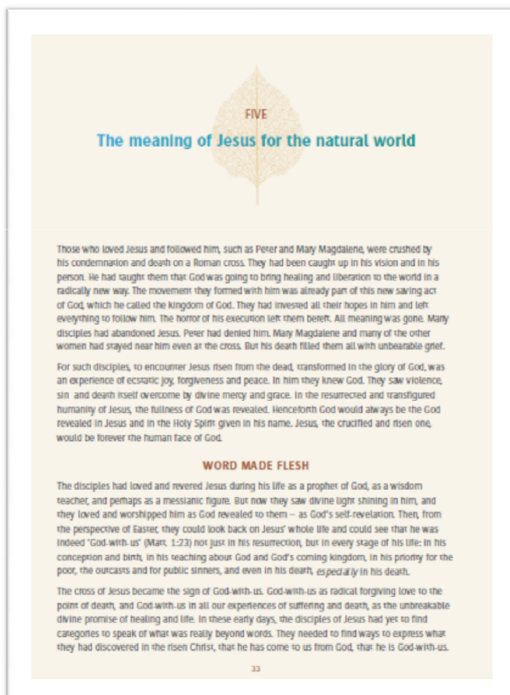 FIVE
The meaning of Jesus for the natural world
Those who loved Jesus and followed him, such as Peter and Mary Magdalene, were crushed by
his condemnation and death on a Roman cross. They had been caught up in his vision and in his
person. He had taught them that God was going to bring healing and liberation to the world in a
radically new way. The movement they formed with him was already part of this new saving act
of God, which he called the kingdom of God. They had invested all their hopes in him and left
everything to follow him. The horror of his execution left them bereft. All meaning was gone. Many
disciples had abandoned Jesus. Peter had denied him. Mary Magdalene and many of the other
women had stayed near him even at the cross. But his death filled them all with unbearable grief.
For such disciples, to encounter Jesus risen from the dead, transformed in the glory of God, was
an experience of ecstatic joy, forgiveness and peace. In him they knew God. They saw violence,
sin and death itself overcome by divine mercy and grace. In the resurrected and transfigured
humanity of Jesus, the fullness of God was revealed. Henceforth God would always be the God
revealed in Jesus and in the Holy Spirit given in his name. Jesus, the crucified and risen one,
would be forever the human face of God.
WORD MADE FLESH
The disciples had loved and revered Jesus during his life as a prophet of God, as a wisdom
teacher, and perhaps as a messianic figure. But now they saw divine light shining in him, and
they loved and worshipped him as God revealed to them – as God's self-revelation. Then, from
the perspective of Easter, they could look back on Jesus' whole life and could see that he was
indeed 'God-with-us' (Matt. 1:23) not just in his resurrection, but in every stage of his life: in his
conception and birth, in his teaching about God and God's coming kingdom, in his priority for the
poor, the outcasts and for public sinners, and even in his death, especially in his death.
The cross of Jesus became the sign of God-with-us. God-with-us as radical forgiving love to the
point of death, and God-with-us in all our experiences of suffering and death, as the unbreakable
divine promise of healing and life. In these early days, the disciples of Jesus had yet to find
categories to speak of what was really beyond words. They needed to find ways to express what
they had discovered in the risen Christ, that he has come to us from God, that he is God-with-us.
33